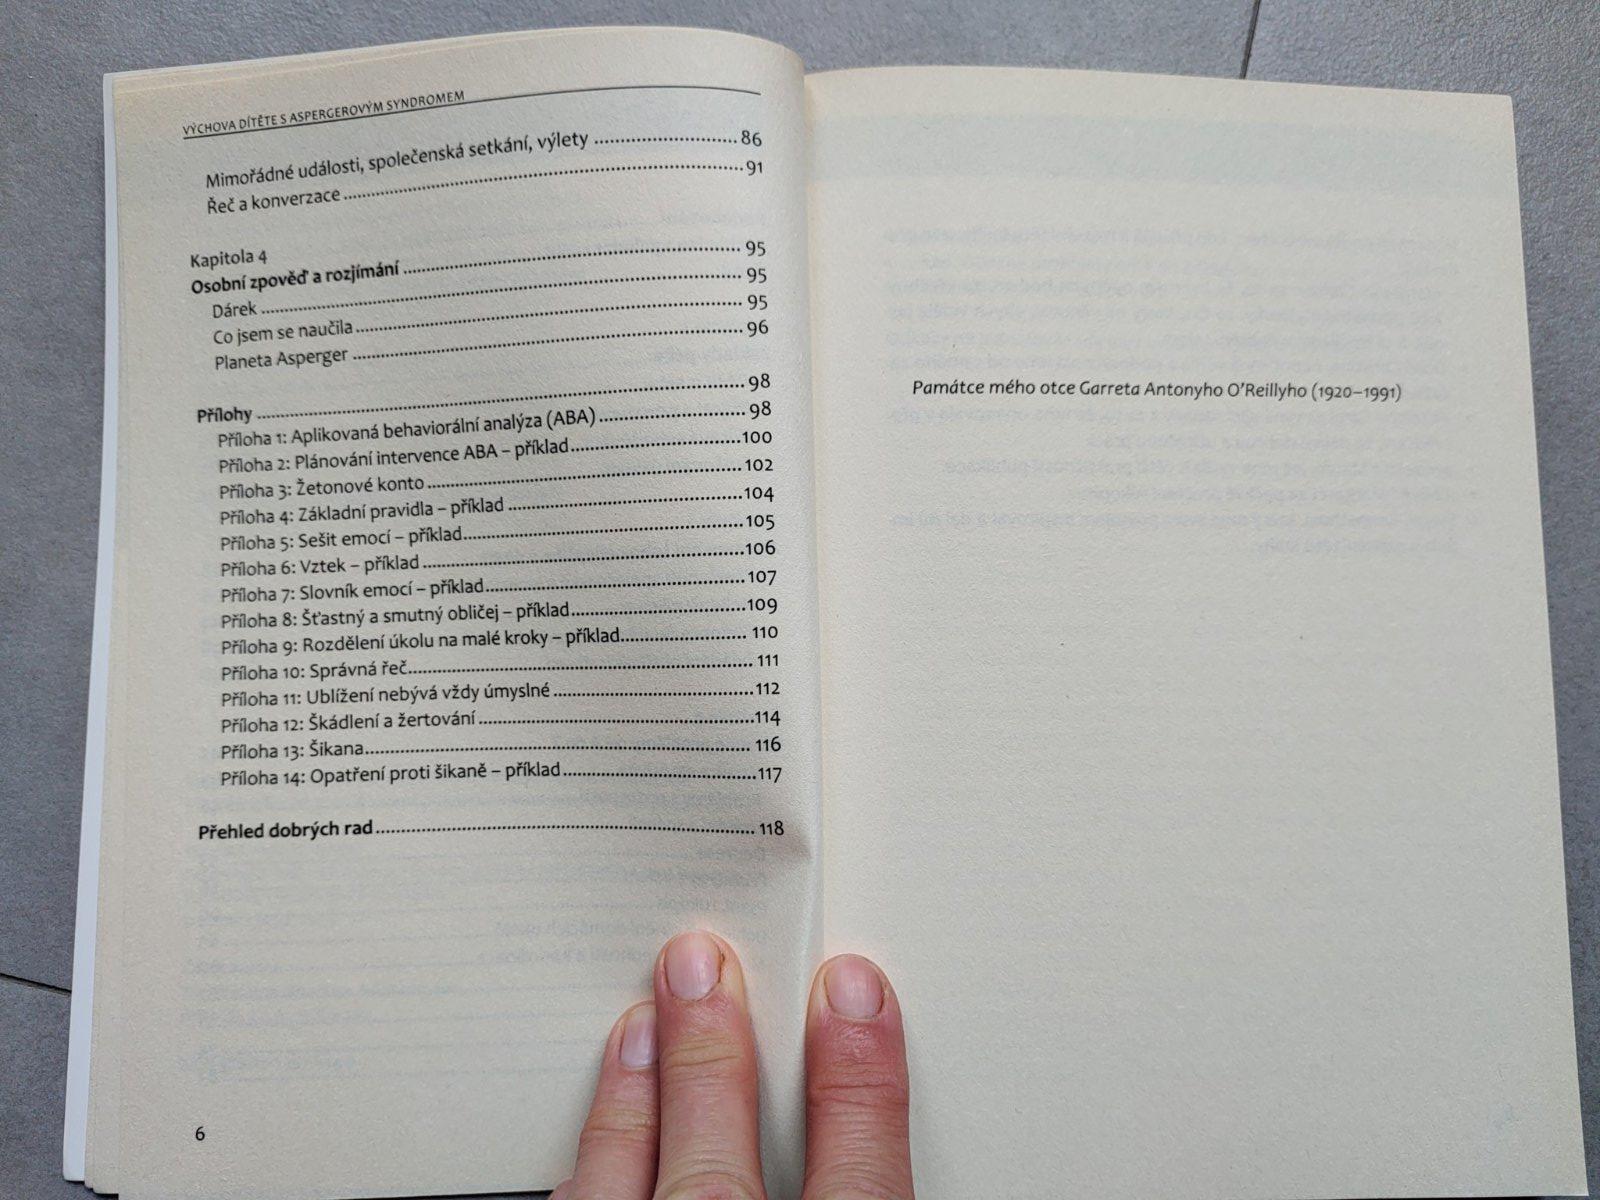 VÝCHOVA DÍTĚTE S ASPERGEROVÝM SYNDROMEM
Mimořádné události, společenská setkání, výlety ........................ 86
Řeč a konverzace ........................ 91
Kapitola 4
Osobní zpověď a rozjímání ........................ 95
Dárek ........................ 95
Co jsem se naučila ........................ 95
Planeta Asperger ........................ 96
Přílohy ........................ 98
Příloha 1: Aplikovaná behaviorální analýza (ABA) ........................ 98
Příloha 2: Plánování intervence ABA – příklad ........................ 100
Příloha 3: Žetonové konto ........................ 102
Příloha 4: Základní pravidla – příklad ........................ 104
Příloha 5: Sešit emocí – příklad ........................ 105
Příloha 6: Vztek – příklad ........................ 106
Příloha 7: Slovník emocí – příklad ........................ 107
Příloha 8: Šťastný a smutný obličej – příklad ........................ 109
Příloha 9: Rozdělení úkolu na malé kroky – příklad ........................ 110
Příloha 10: Správná řeč ........................ 111
Příloha 11: Ublížení nebývá vždy úmyslné ........................ 112
Příloha 12: Škádlení a žertování ........................ 114
Příloha 13: Šikana ........................ 116
Příloha 14: Opatření proti šikaně – příklad ........................ 117
Přehled dobrých rad ........................ 118
6
Památce mého otce Garreta Antonyho O’Reillyho (1920–1991)